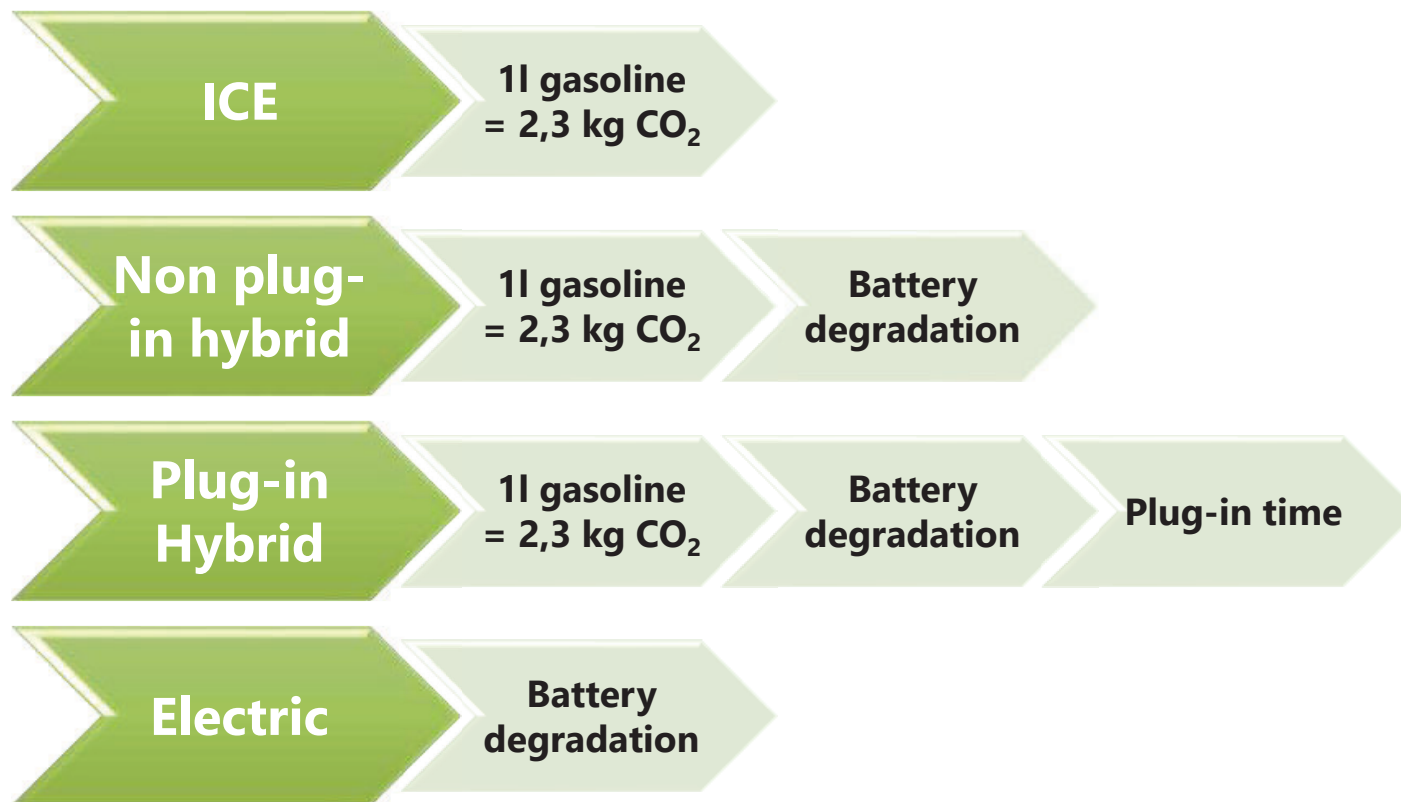 ICE
1l gasoline
= 2,3 kg CO₂
Non plug-
in hybrid
1l gasoline
= 2,3 kg CO₂
Battery
degradation
Plug-in
Hybrid
1l gasoline
= 2,3 kg CO₂
Battery
degradation
Plug-in time
Electric
Battery
degradation